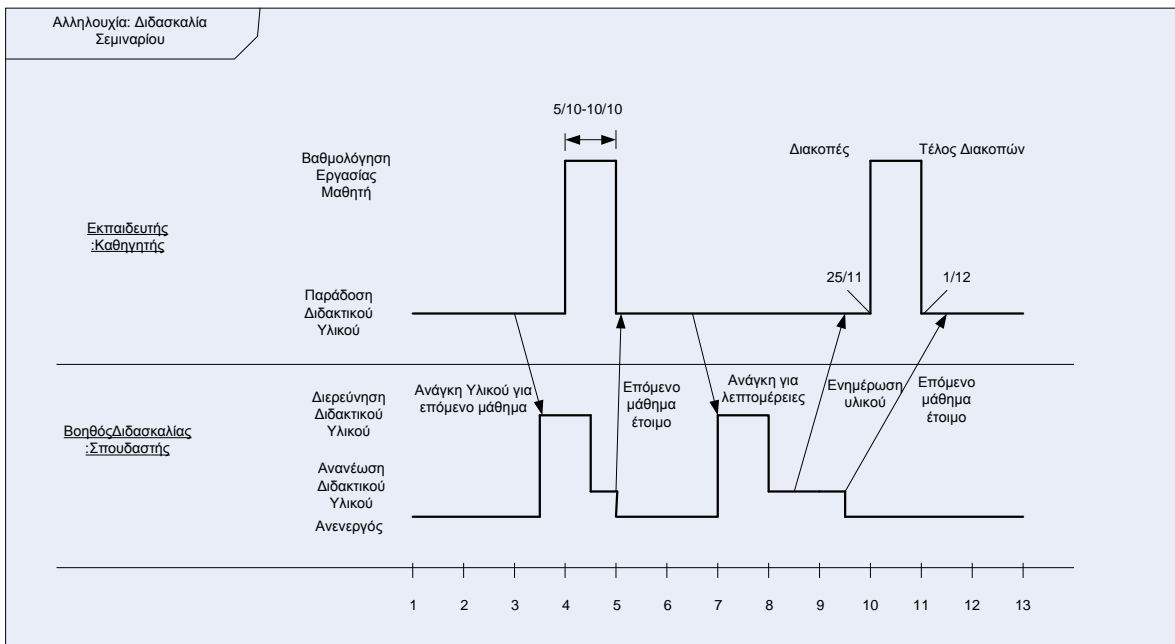 Αλληλουχία: Διδασκαλία
Σεμιναρίου
5/10-10/10
Βαθμολόγηση
Εργασίας
Μαθητή
Διακοπές
Τέλος Διακοπών
Εκπαιδευτής
:Καθηγητής
25/11
1/12
Παράδοση
Διδακτικού
Υλικού
Διερεύνηση
Διδακτικού
Υλικού
Ανάγκη Υλικού για
επόμενο μάθημα
Επόμενο
μάθημα
έτοιμο
Ανάγκη για
λεπτομέρειες
Ενημέρωση
υλικού
Επόμενο
μάθημα
έτοιμο
ΒοηθόςΔιδασκαλίας
:Σπουδαστής
Ανανέωση
Διδακτικού
Υλικού
Ανενεργός
1 2 3 4 5 6 7 8 9 10 11 12 13